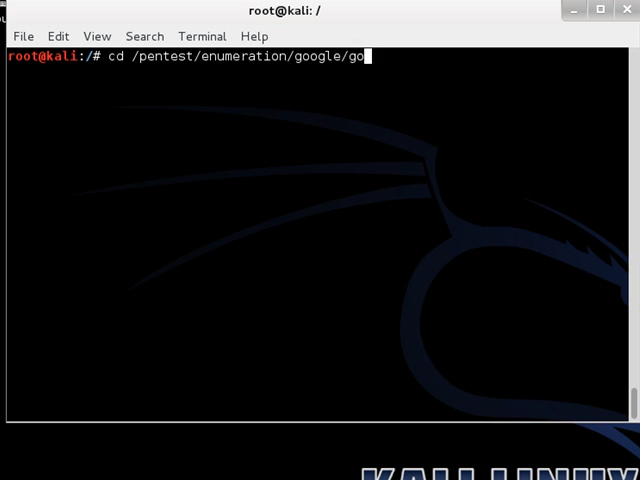 root@kali: /
File Edit View Search Terminal Help
root@kali:/# cd /pentest/enumeration/google/go
KALI LINUX